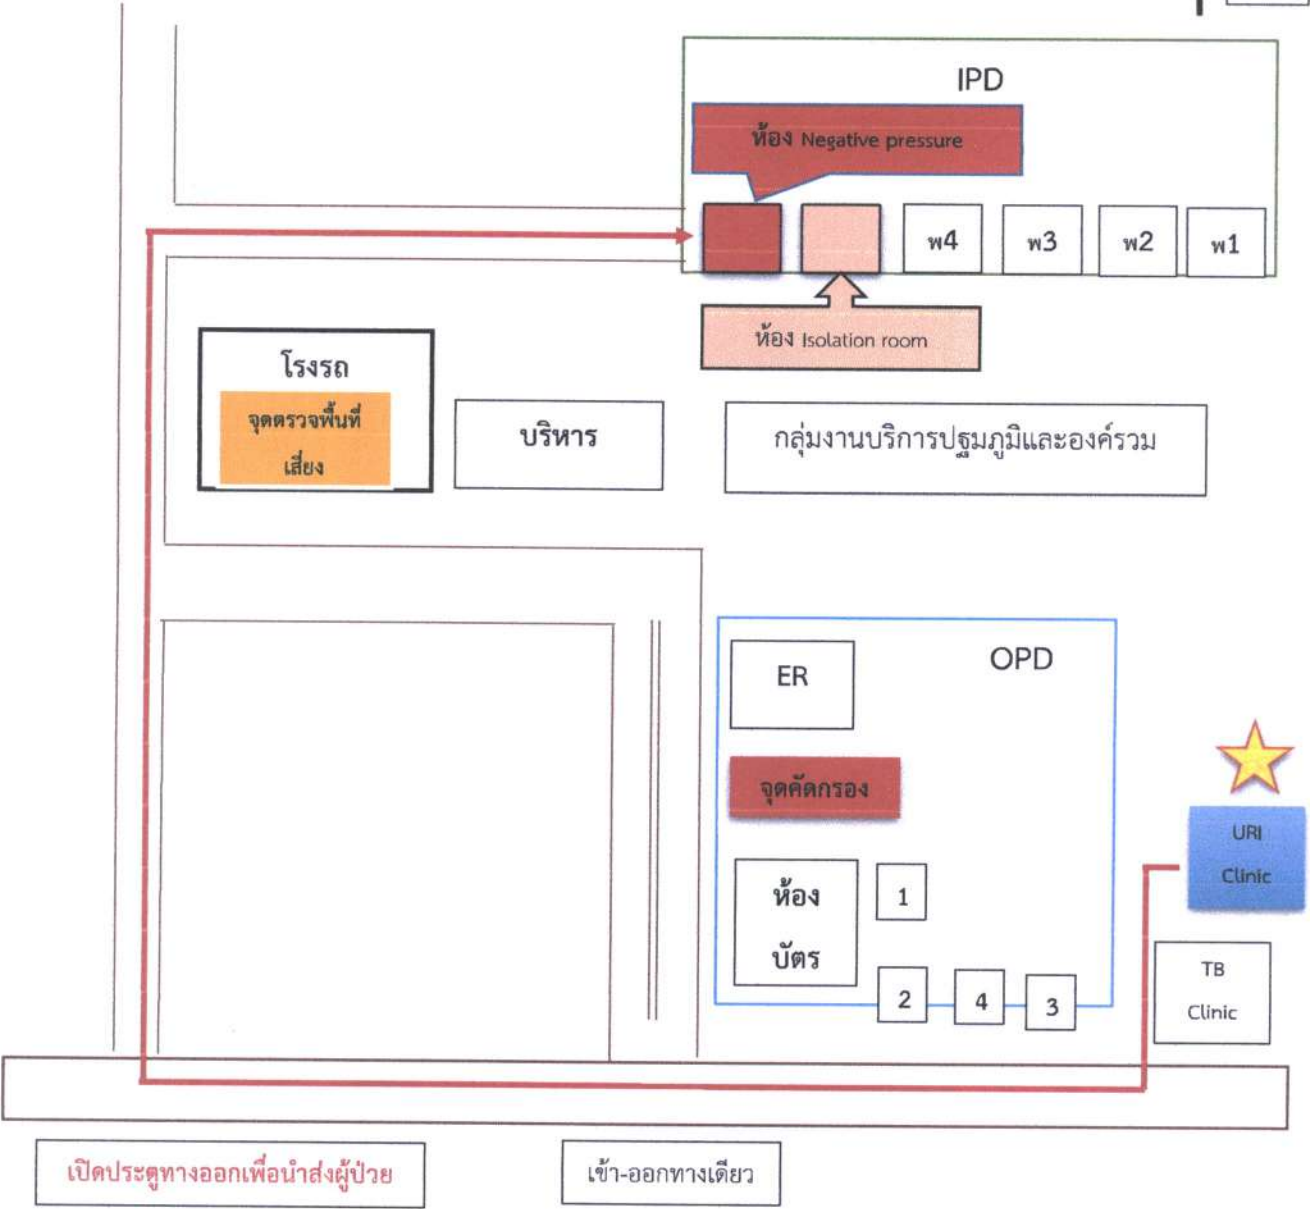 IPD
ห้อง Negative pressure
พ4
พ3
พ2
พ1
ห้อง Isolation room
โรงรถ
จุดตรวจพื้นที่
เสี่ยง
บริหาร
กลุ่มงานบริการปฐมภูมิและองค์รวม
ER
OPD
จุดคัดกรอง
URI
Clinic
ห้อง
บัตร
1
2
4
3
TB
Clinic
เปิดประตูทางออกเพื่อนำส่งผู้ป่วย
เข้า-ออกทางเดียว